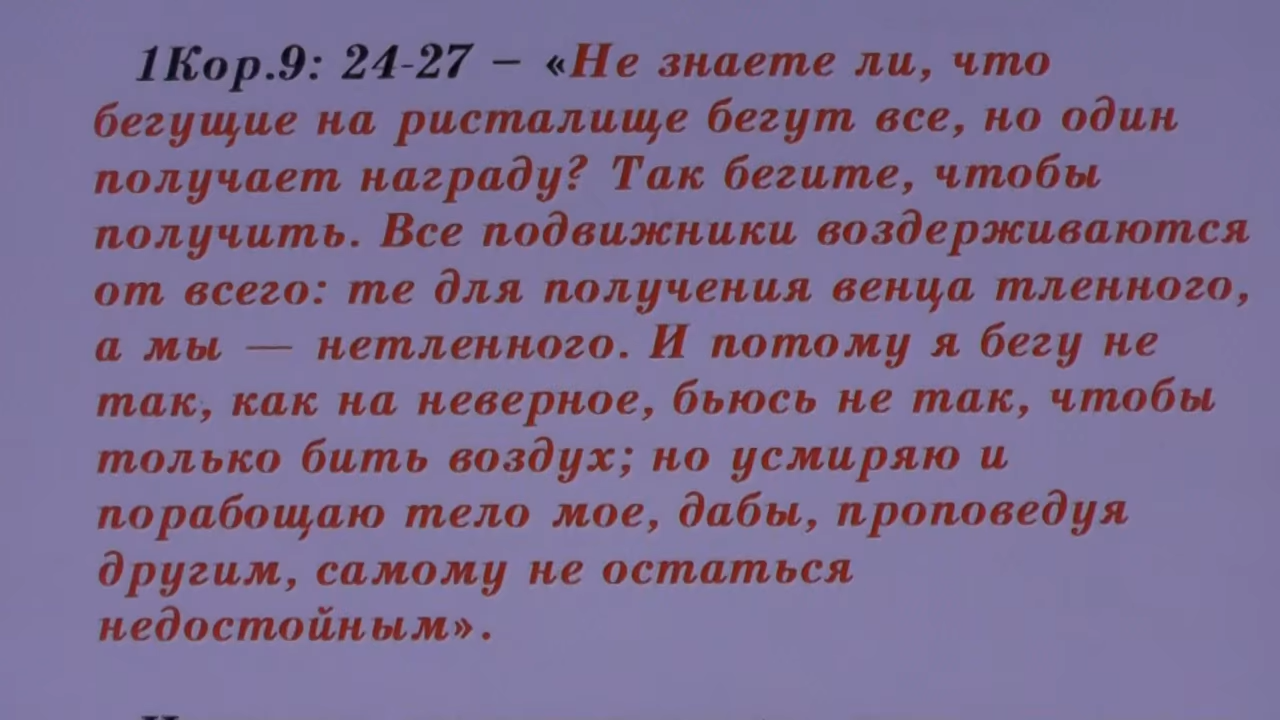 1Кор.9: 24-27 – «Не знаете ли, что
бегущие на ристалище бегут все, но один
получает награду? Так бегите, чтобы
получить. Все подвижники воздерживаются
от всего: те для получения венца тленного,
а мы — нетленного. И потому я бегу не
так, как на неверное, бьюсь не так, чтобы
только бить воздух; но усмиряю и
порабощаю тело мое, дабы, проповедуя
другим, самому не остаться
недостойным».